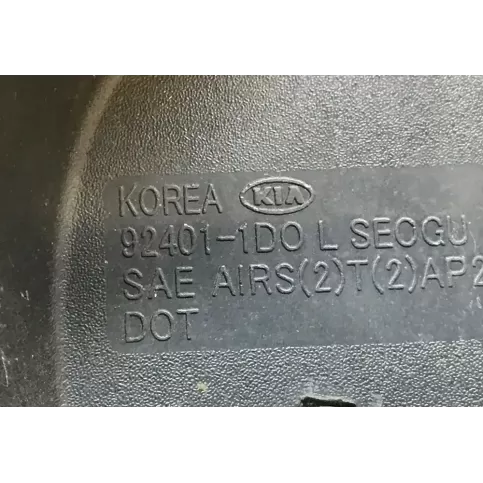 KOREA KIA
92401-1DO L SEOGU
SAE AIRS(2)T(2)AP2
DOT